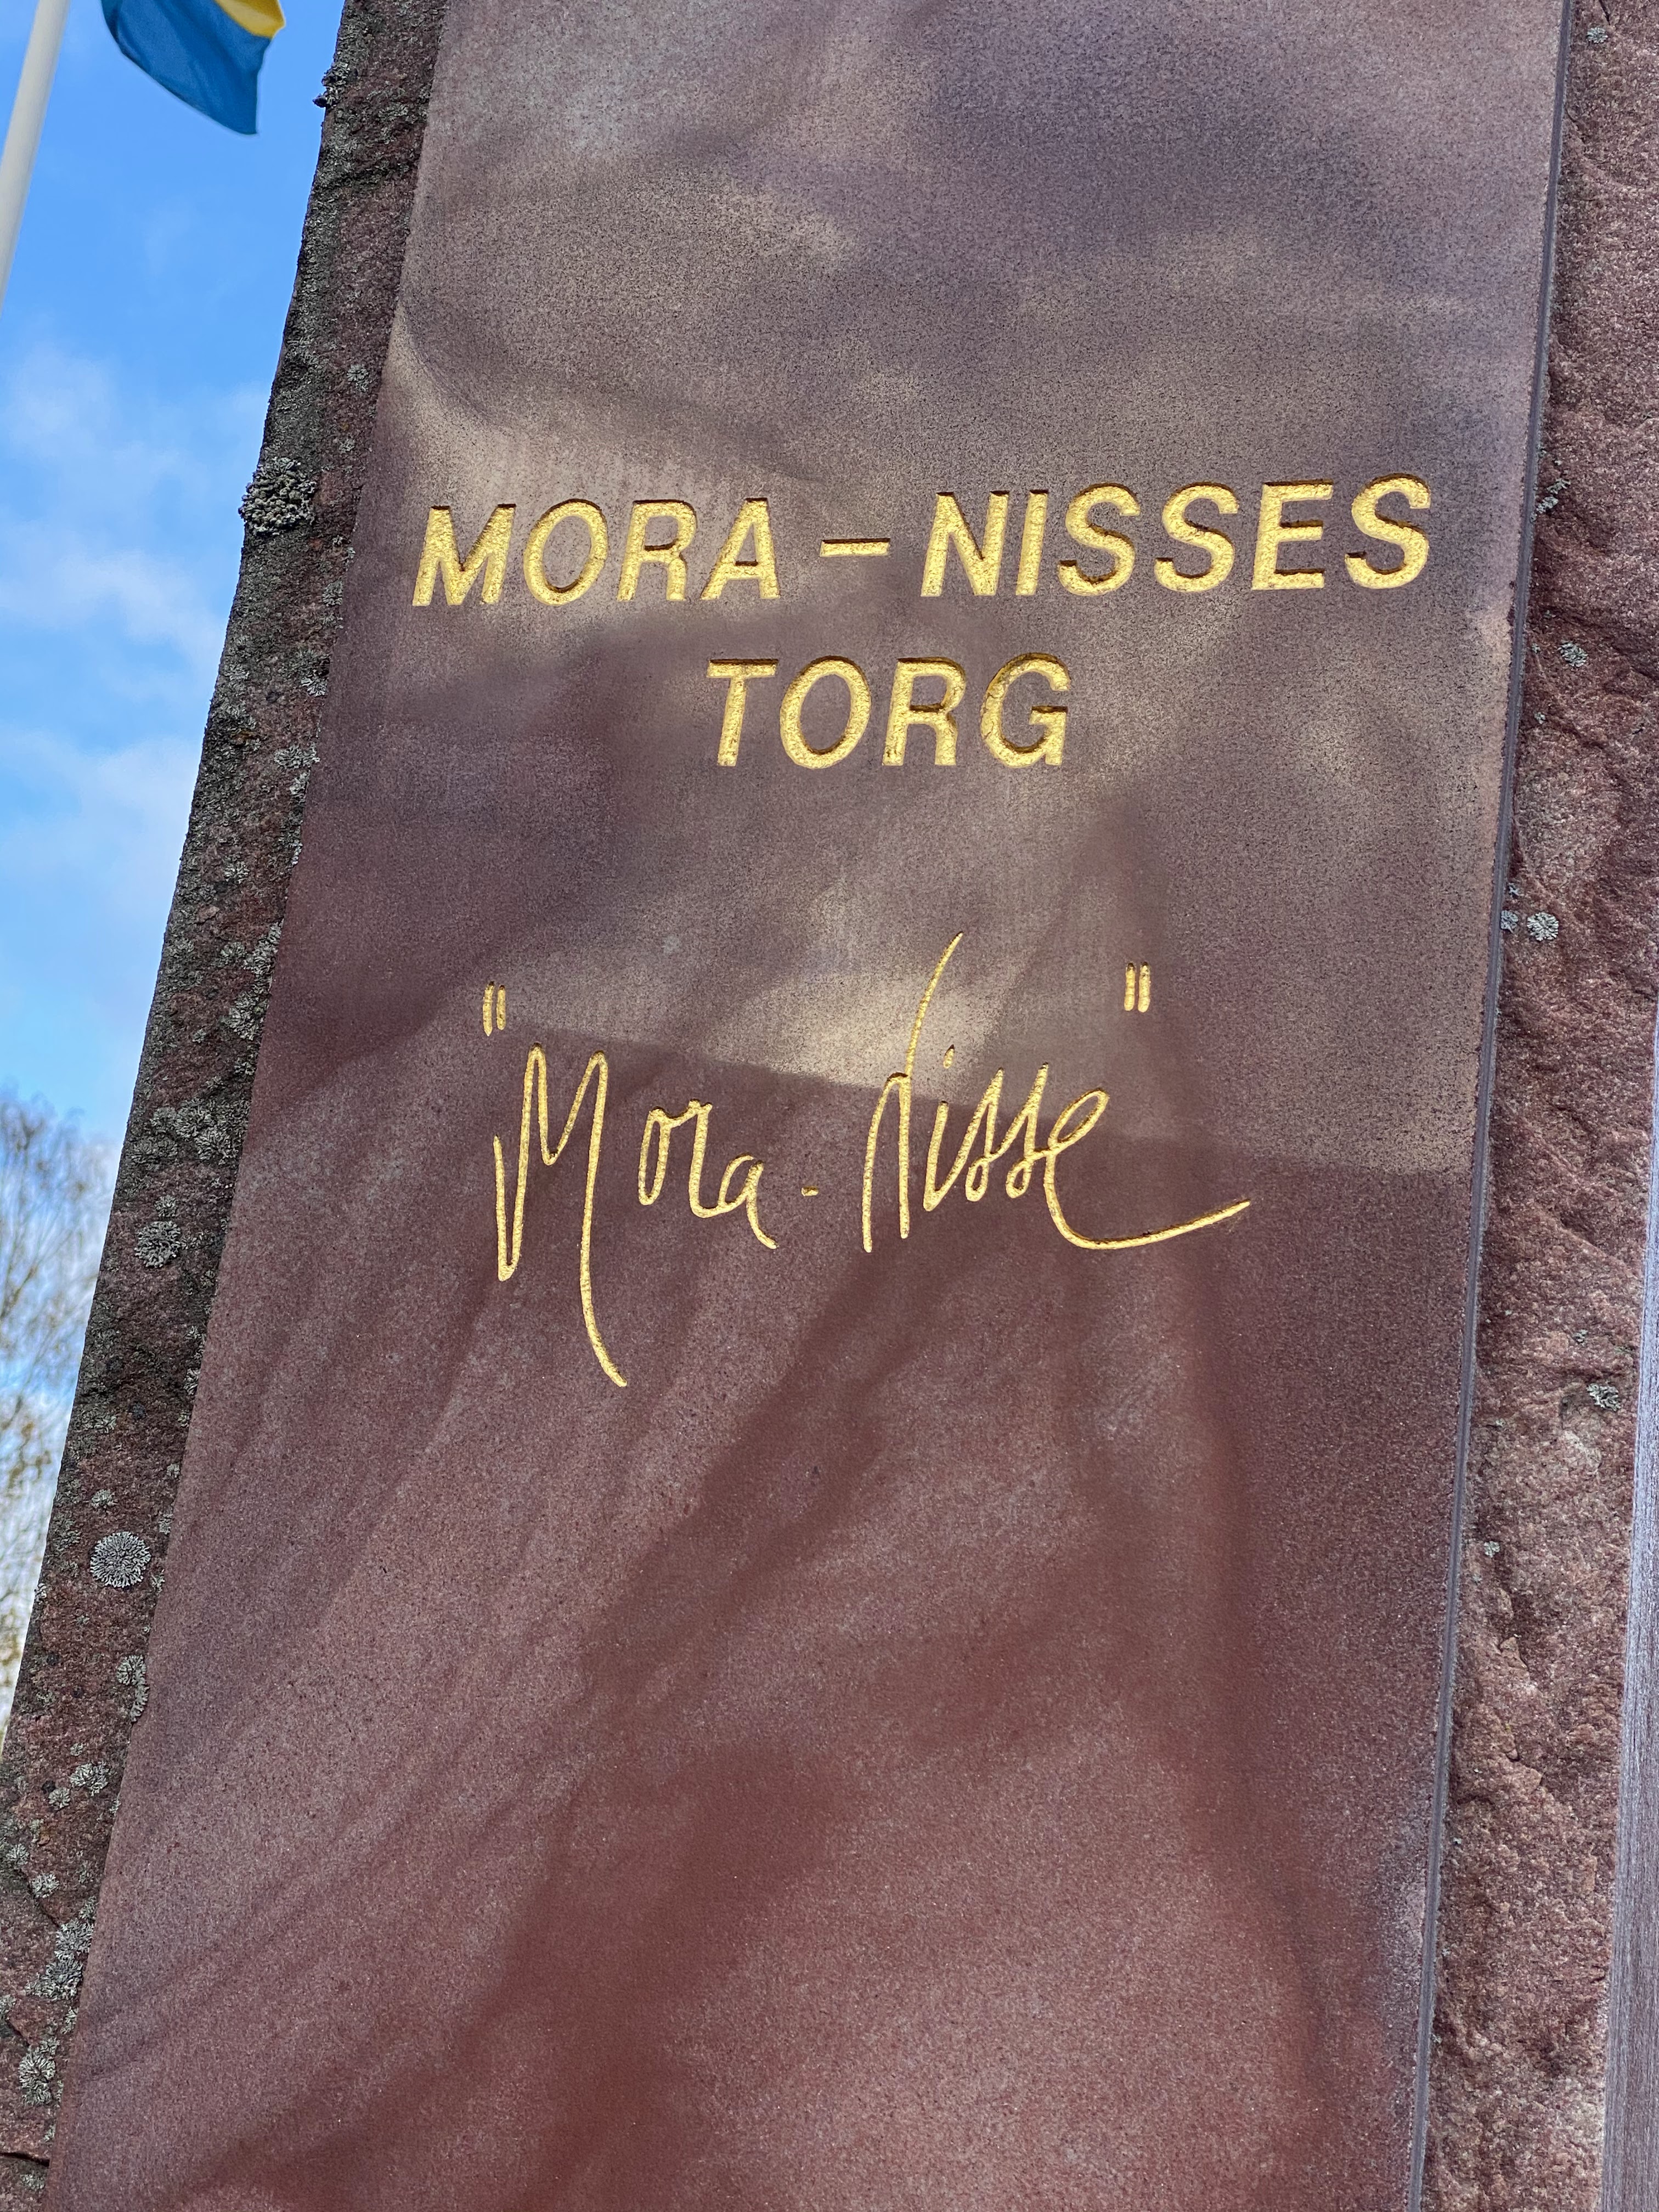 MORA – NISSES
TORG
"Mora - Nisse"